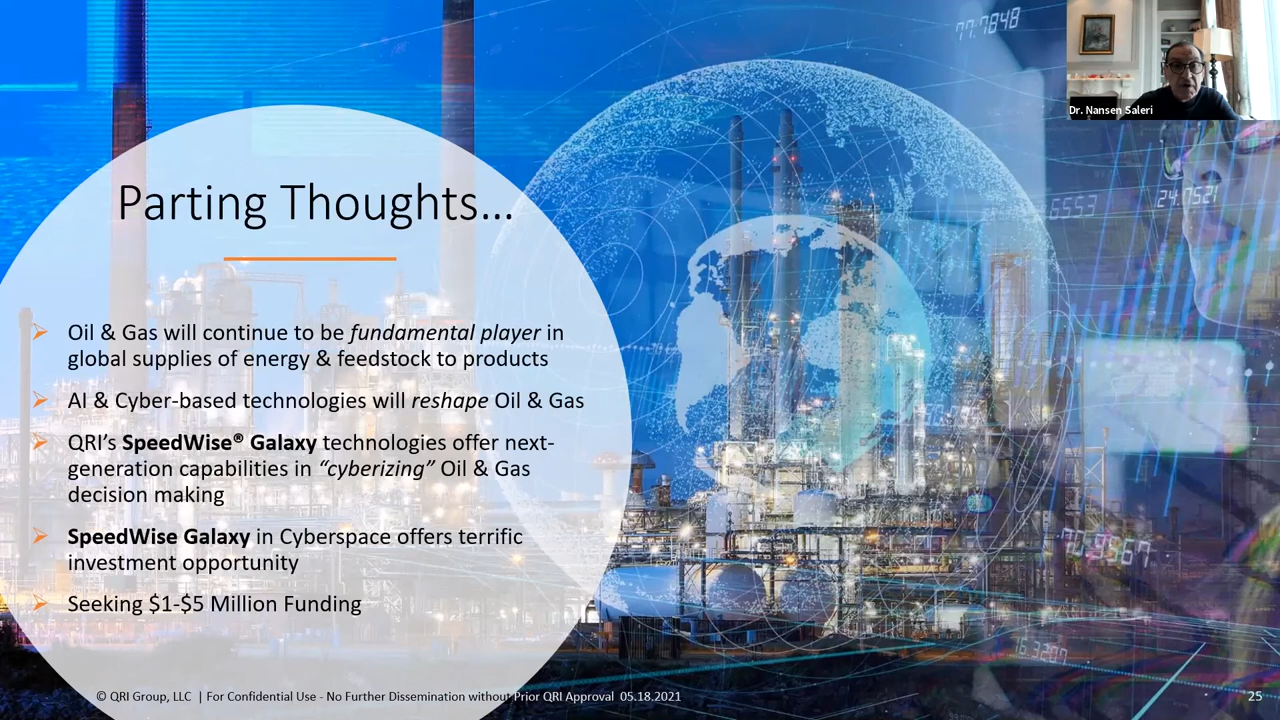 77.7848
Dr. Nansen Saleri
24.7521
6553
Parting Thoughts...
Oil & Gas will continue to be fundamental player in
global supplies of energy & feedstock to products
AI & Cyber-based technologies will reshape Oil & Gas
QRI’s SpeedWise® Galaxy technologies offer next-
generation capabilities in “cyberizing” Oil & Gas
decision making
SpeedWise Galaxy in Cyberspace offers terrific
investment opportunity
Seeking $1-$5 Million Funding
© QRI Group, LLC | For Confidential Use - No Further Dissemination without Prior QRI Approval 05.18.2021
25